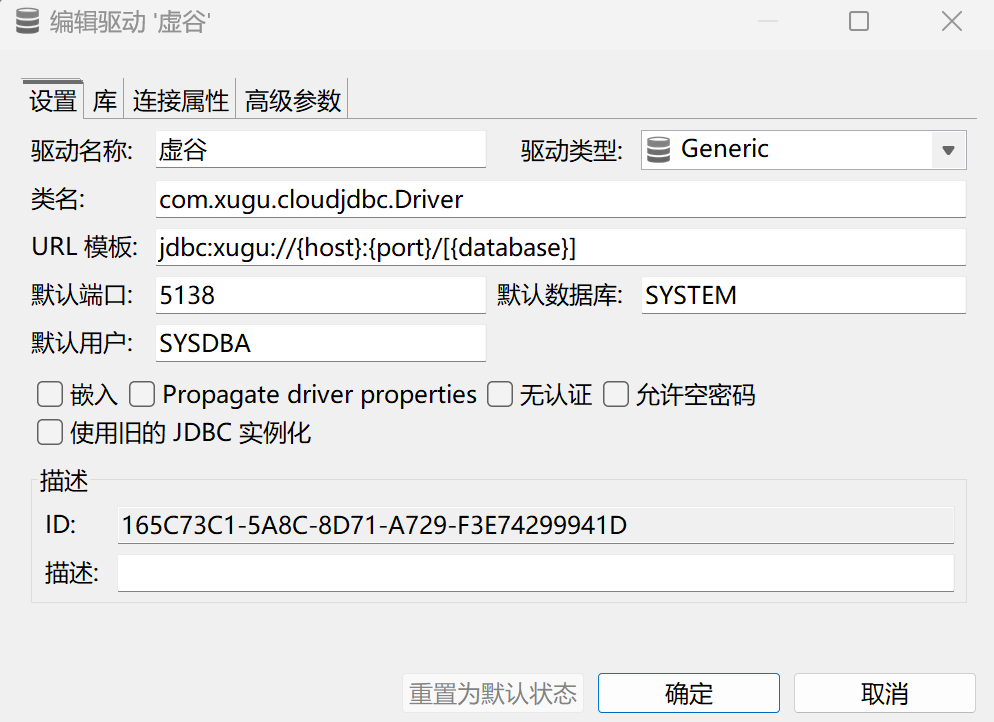 编辑驱动 '虚谷'
设置 库 连接属性 高级参数
驱动名称: 虚谷 驱动类型: Generic
类名: com.xugu.cloudjdbc.Driver
URL 模板: jdbc:xugu://{host}:{port}/[{database}]
默认端口: 5138 默认数据库: SYSTEM
默认用户: SYSDBA
嵌入 Propagate driver properties 无认证 允许空密码
使用旧的 JDBC 实例化
描述
ID: 165C73C1-5A8C-8D71-A729-F3E74299941D
描述:
重置为默认状态 确定 取消